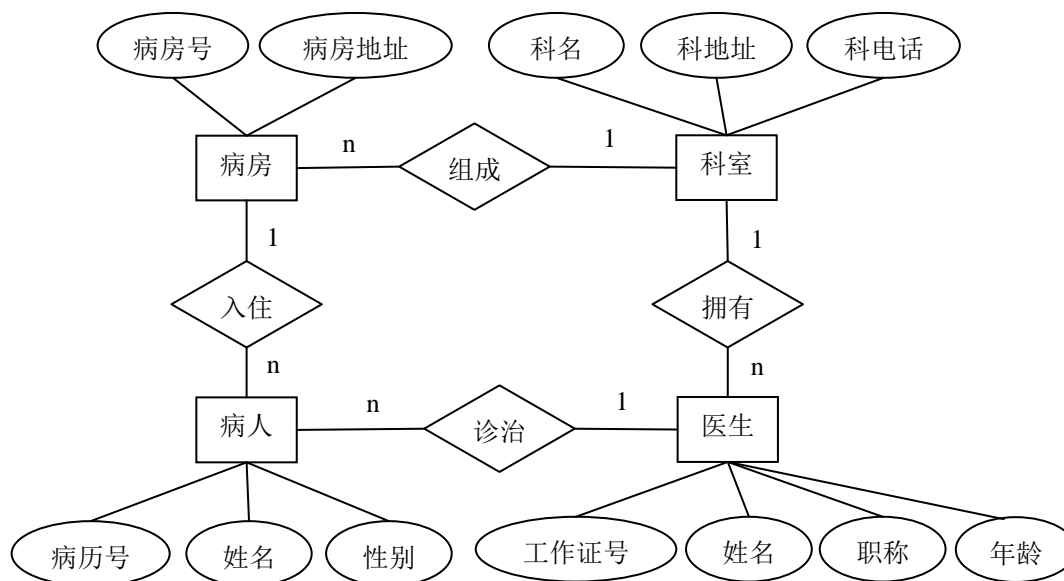 病房号 病房地址 科名 科地址 科电话
病房 n 组成 1 科室
1 1
入住 拥有
n n
病人 n 诊治 1 医生
病历号 姓名 性别 工作证号 姓名 职称 年龄